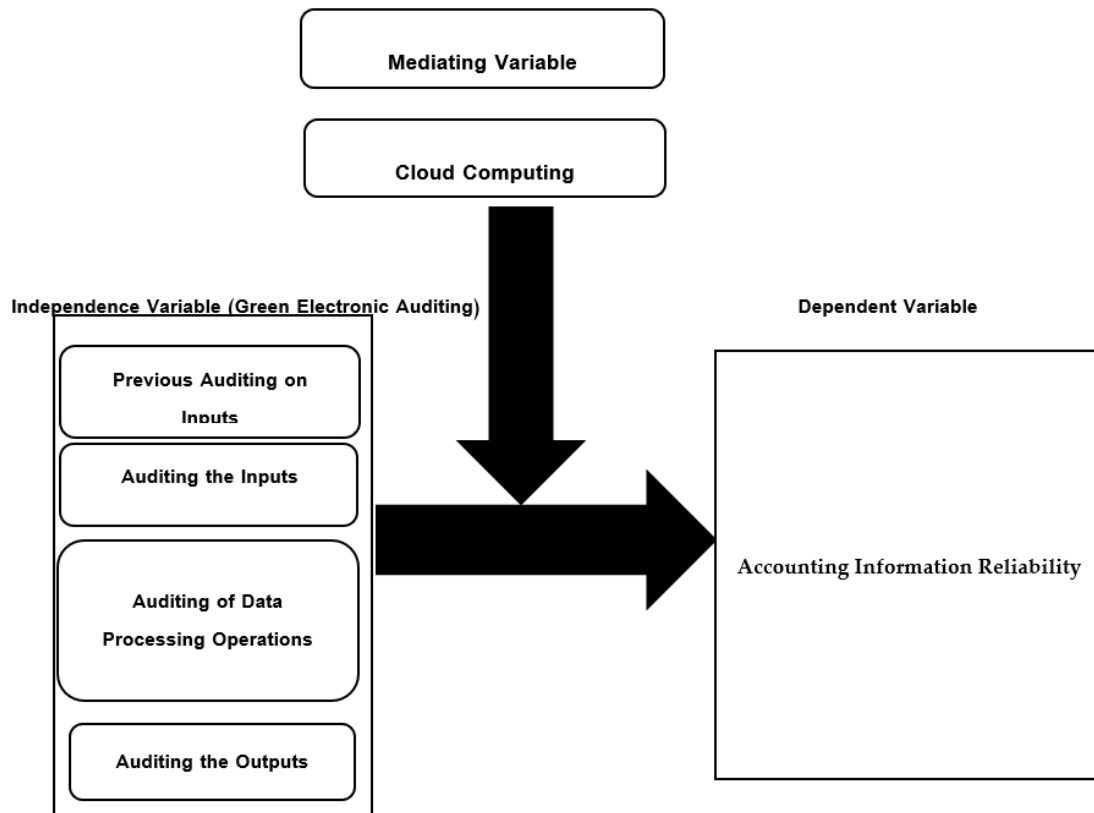 Mediating Variable
Cloud Computing
Independence Variable (Green Electronic Auditing)
Dependent Variable
Previous Auditing on
Inputs
Auditing the Inputs
Auditing of Data
Processing Operations
Auditing the Outputs
Accounting Information Reliability